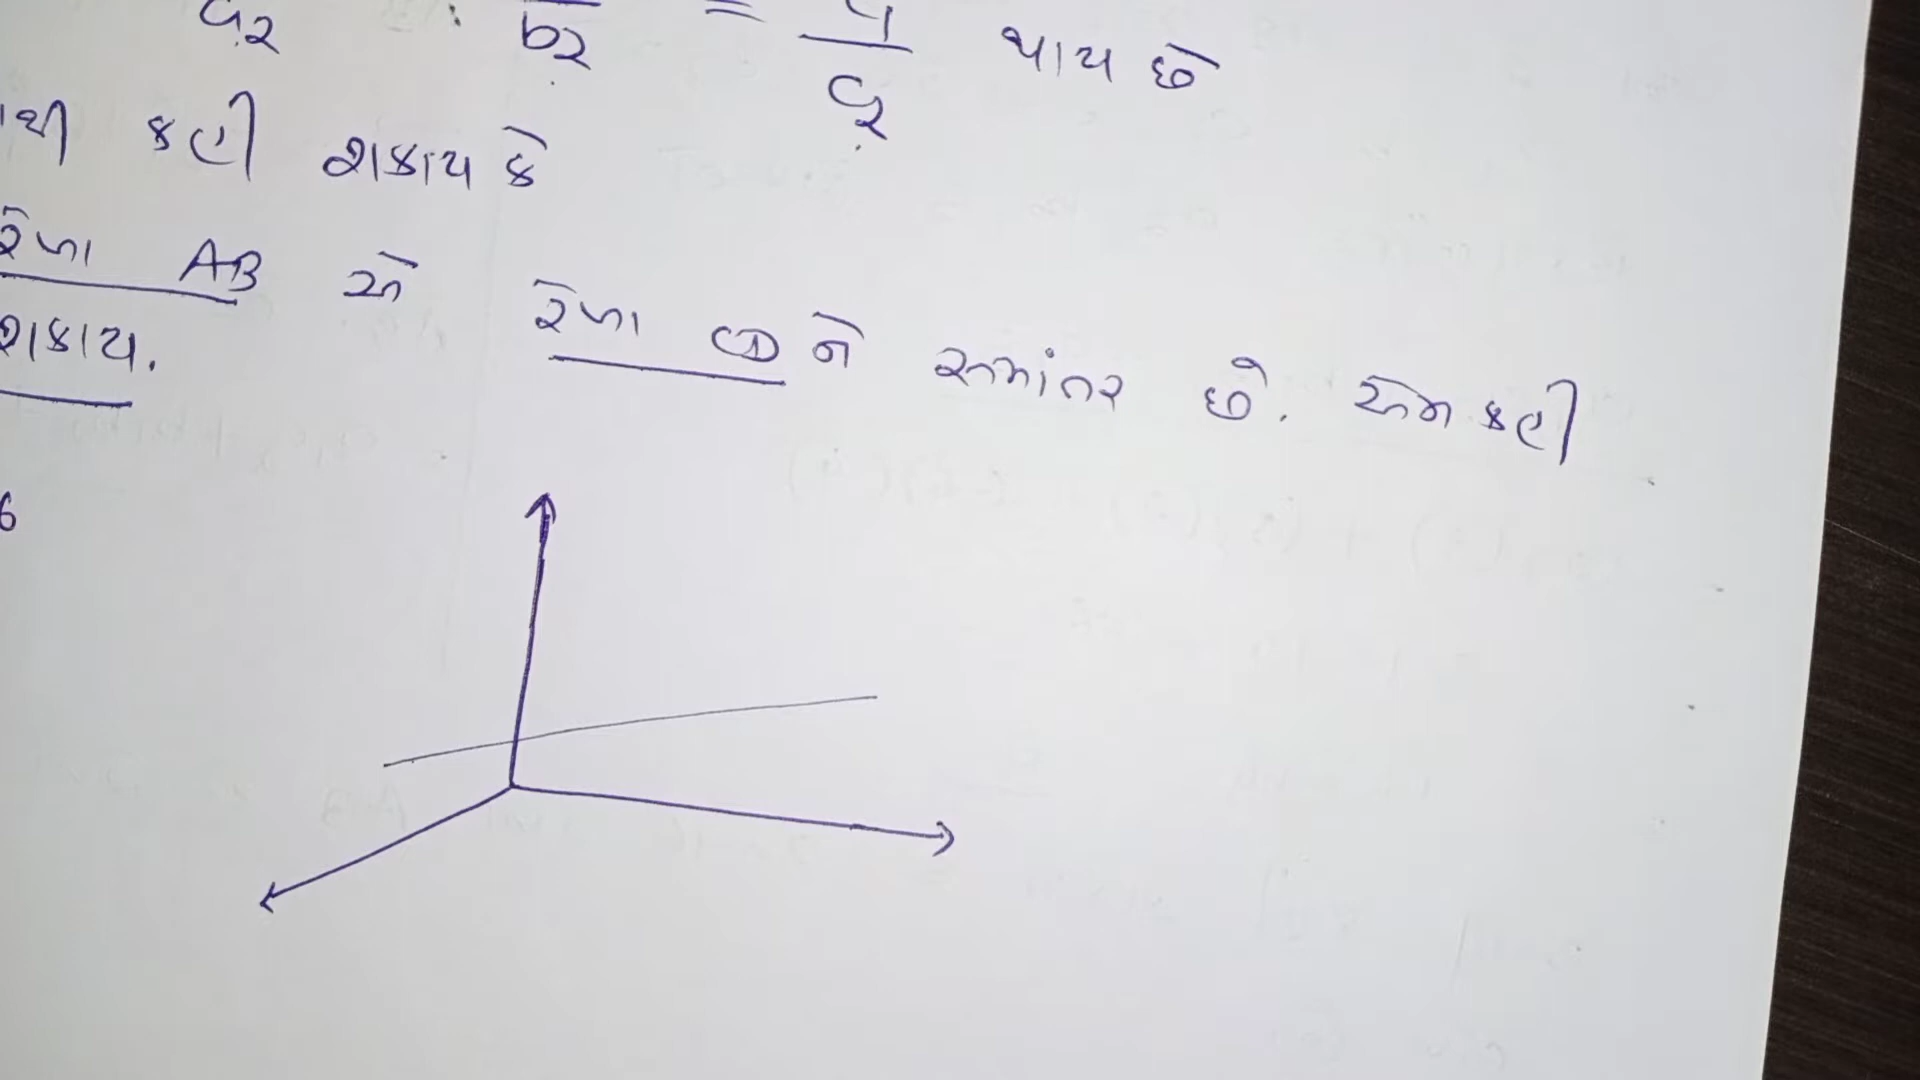 a₂ : b₂ = c₁/c₂ થાય છે
કહી શકાય કે
રેખા AB એ રેખા CD ને સમાંતર છે. એમ કહી
શકાય.
6